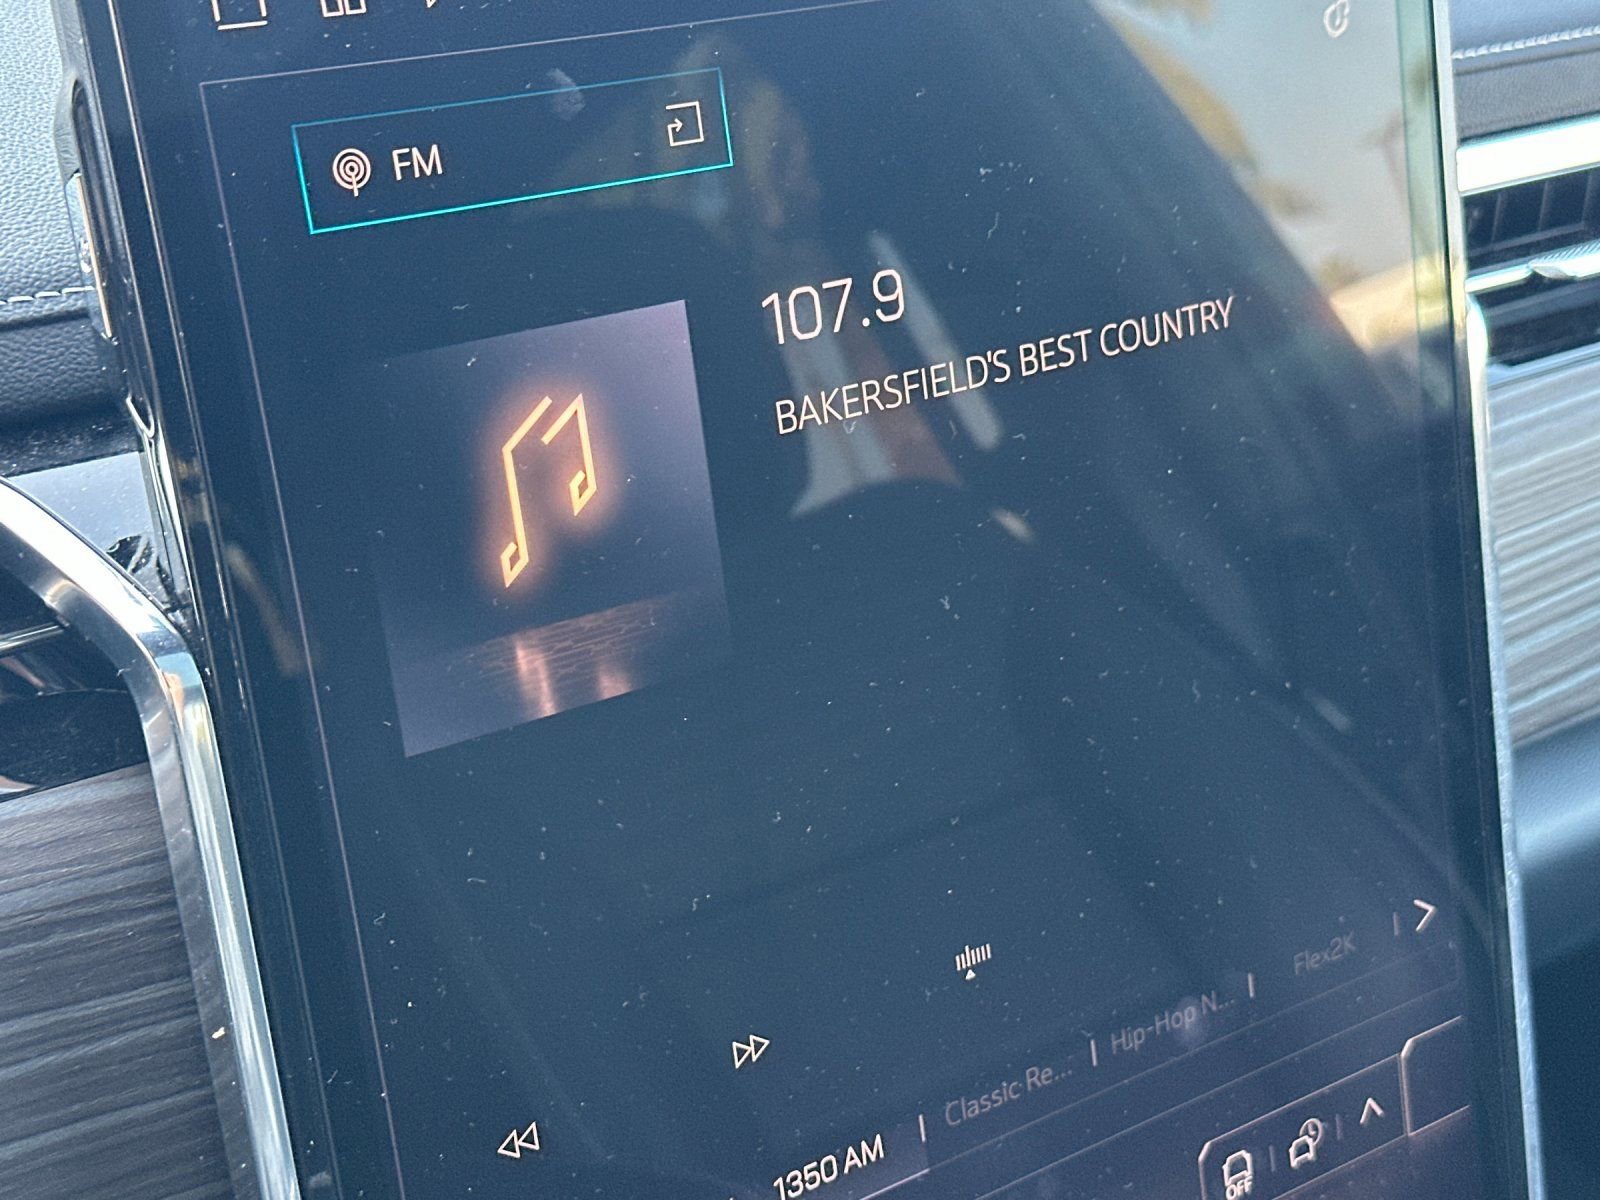 FM
107.9
BAKERSFIELD'S BEST COUNTRY
1350 AM
Classic Re...
Hip-Hop N...
Flex2K
OFF